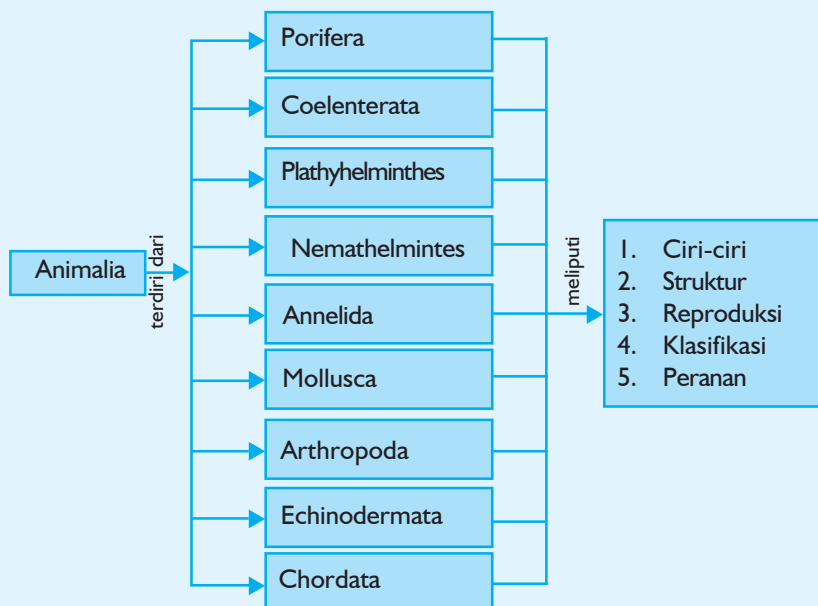 Animalia
terdiri dari
Porifera
Coelenterata
Plathyhelminthes
Nemathelmintes
Annelida
Mollusca
Arthropoda
Echinodermata
Chordata
meliputi
1. Ciri-ciri
2. Struktur
3. Reproduksi
4. Klasifikasi
5. Peranan